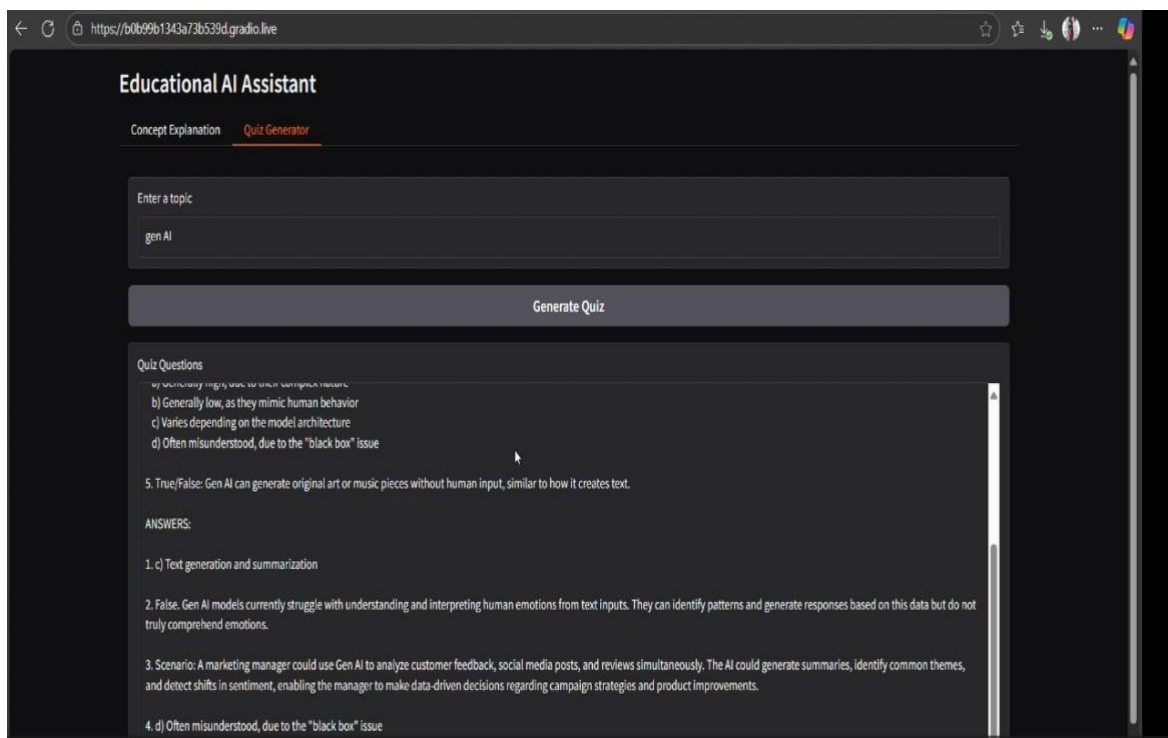 https://b0b99b1343a73b539d.gradio.live
Educational AI Assistant
Concept Explanation Quiz Generator
Enter a topic
gen AI
Generate Quiz
Quiz Questions
a) Generally high, due to their complex nature
b) Generally low, as they mimic human behavior
c) Varies depending on the model architecture
d) Often misunderstood, due to the "black box" issue
5. True/False: Gen AI can generate original art or music pieces without human input, similar to how it creates text.
ANSWERS:
1. c) Text generation and summarization
2. False. Gen AI models currently struggle with understanding and interpreting human emotions from text inputs. They can identify patterns and generate responses based on this data but do not
truly comprehend emotions.
3. Scenario: A marketing manager could use Gen AI to analyze customer feedback, social media posts, and reviews simultaneously. The AI could generate summaries, identify common themes,
and detect shifts in sentiment, enabling the manager to make data-driven decisions regarding campaign strategies and product improvements.
4. d) Often misunderstood, due to the "black box" issue